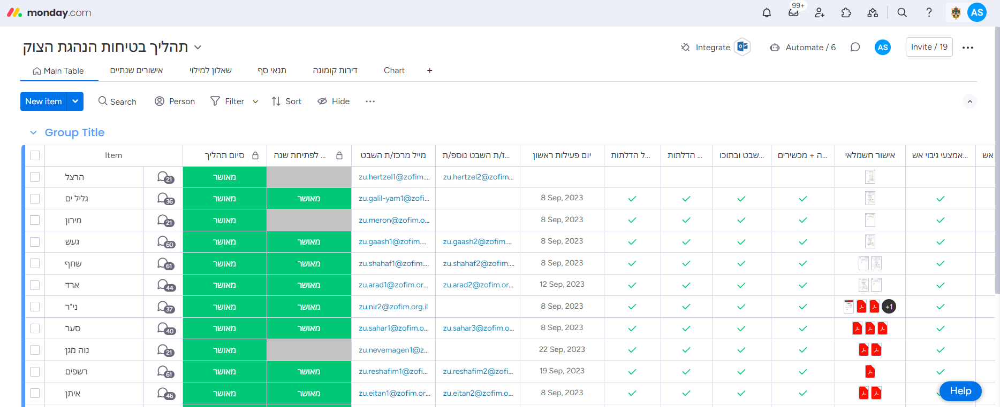 monday.com
99+
AS
תהליך בטיחות הנהגת הצוק
Integrate
Automate / 6
AS
Invite / 19
Main Table
אישורים שנתיים
שאלון למילוי
תנאי סף
דירות קומונה
Chart
+
New item
Search
Person
Filter
Sort
Hide
Group Title
Item סיום תהליך לפתיחת שנה ... מייל מרכז/ת השבט ...ז/ת השבט נוספ/ת יום פעילות ראשון ...ל הדלתות ... הדלתות ...שבט ובתוכו ...ה + מכשירים אישור חשמלאי ...אמצעי גיבוי אש אש
הרצל 21 מאושר zu.hertzel1@zofim.... zu.hertzel2@zofim...
גליל ים 36 מאושר מאושר zu.galil-yam1@zofi... 8 Sep, 2023
מירון 21 מאושר zu.meron@zofim.o... 8 Sep, 2023
געש 60 מאושר מאושר zu.gaash1@zofim.... zu.gaash2@zofim.... 8 Sep, 2023
שחף 61 מאושר מאושר zu.shahaf1@zofim.... zu.shahaf2@zofim.... 8 Sep, 2023
ארד 44 מאושר מאושר zu.arad1@zofim.or... zu.arad2@zofim.or... 12 Sep, 2023
ני"ר 37 מאושר מאושר zu.nir2@zofim.org.il 8 Sep, 2023 +1
סער 40 מאושר מאושר zu.sahar1@zofim.o... zu.sahar3@zofim.o... 8 Sep, 2023
נוה מגן 21 מאושר zu.nevemagen1@z... 22 Sep, 2023
רשפים 61 מאושר מאושר zu.reshafim1@zofi... zu.reshafim2@zofi... 19 Sep, 2023
איתן 46 מאושר מאושר zu.eitan1@zofim.or... zu.eitan2@zofim.o... 8 Sep, 2023
Help